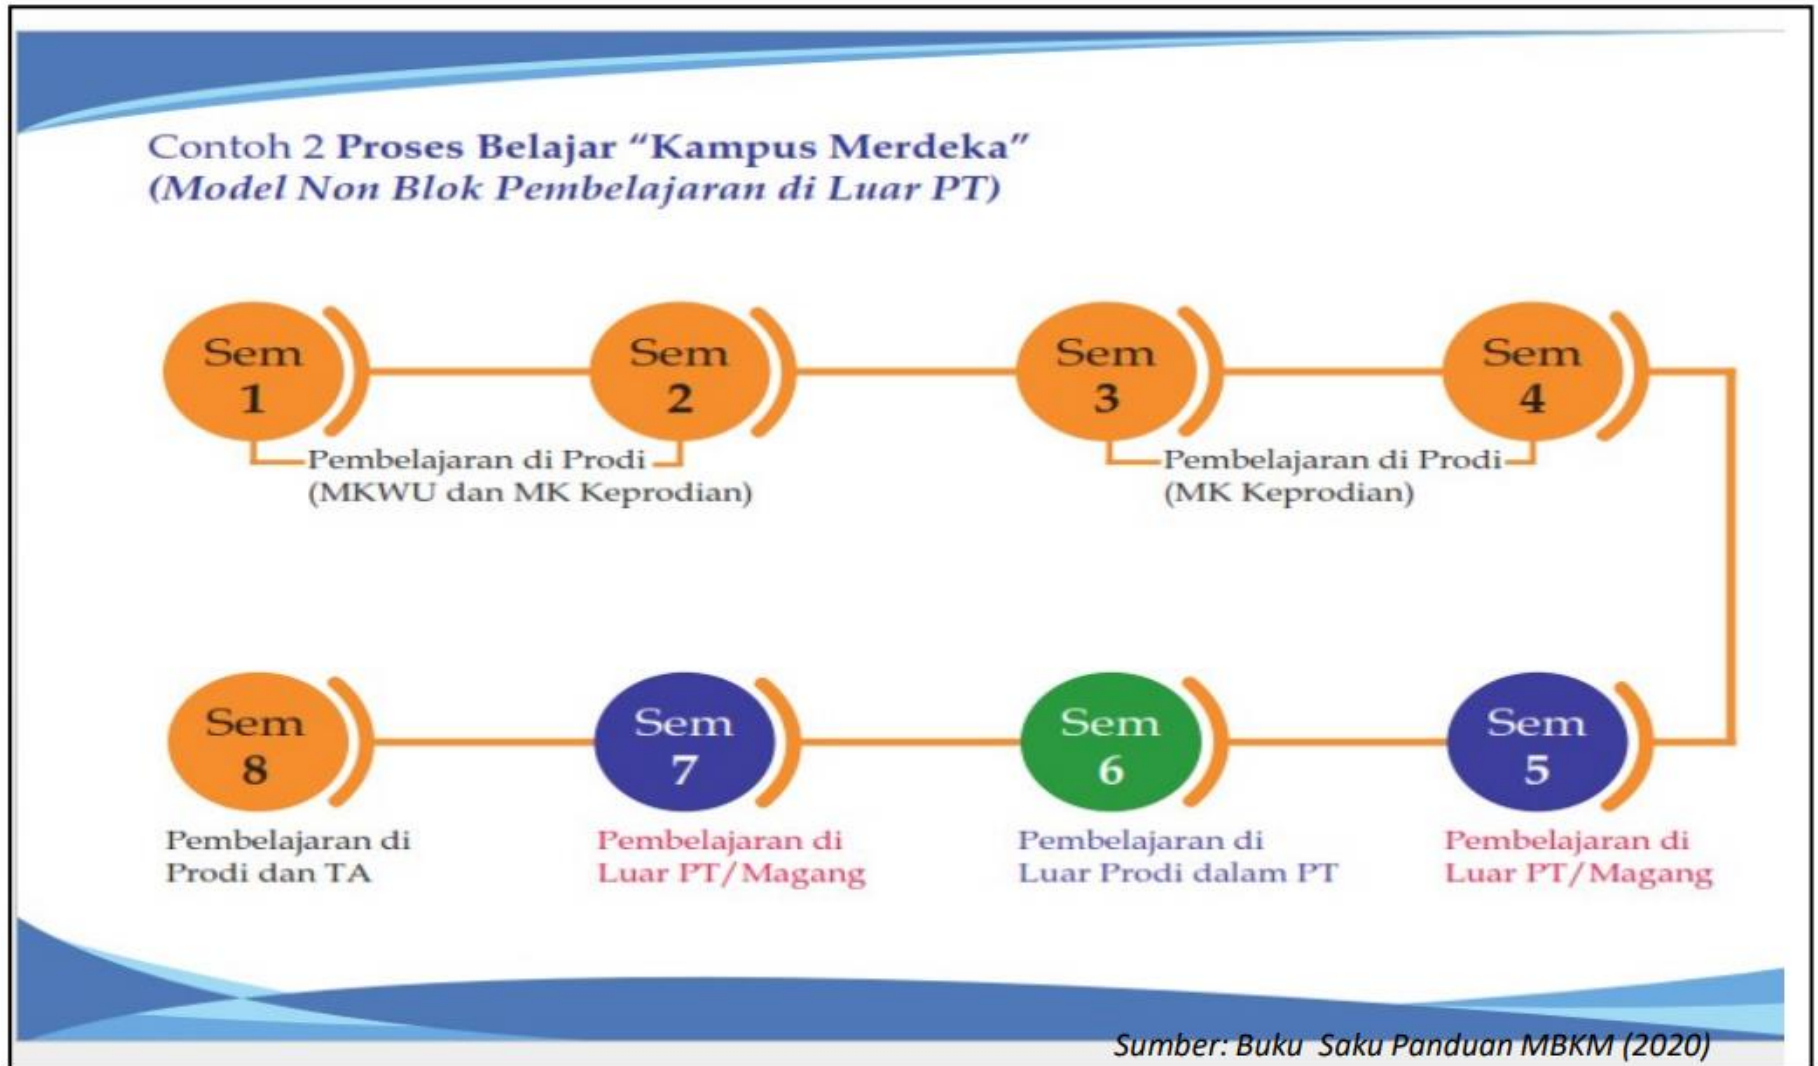 Contoh 2 Proses Belajar “Kampus Merdeka”
(Model Non Blok Pembelajaran di Luar PT)
Sem
1
Sem
2
Sem
3
Sem
4
Pembelajaran di Prodi
(MKWU dan MK Keprodian)
Pembelajaran di Prodi
(MK Keprodian)
Sem
8
Sem
7
Sem
6
Sem
5
Pembelajaran di
Prodi dan TA
Pembelajaran di
Luar PT/Magang
Pembelajaran di
Luar Prodi dalam PT
Pembelajaran di
Luar PT/Magang
Sumber: Buku Saku Panduan MBKM (2020)